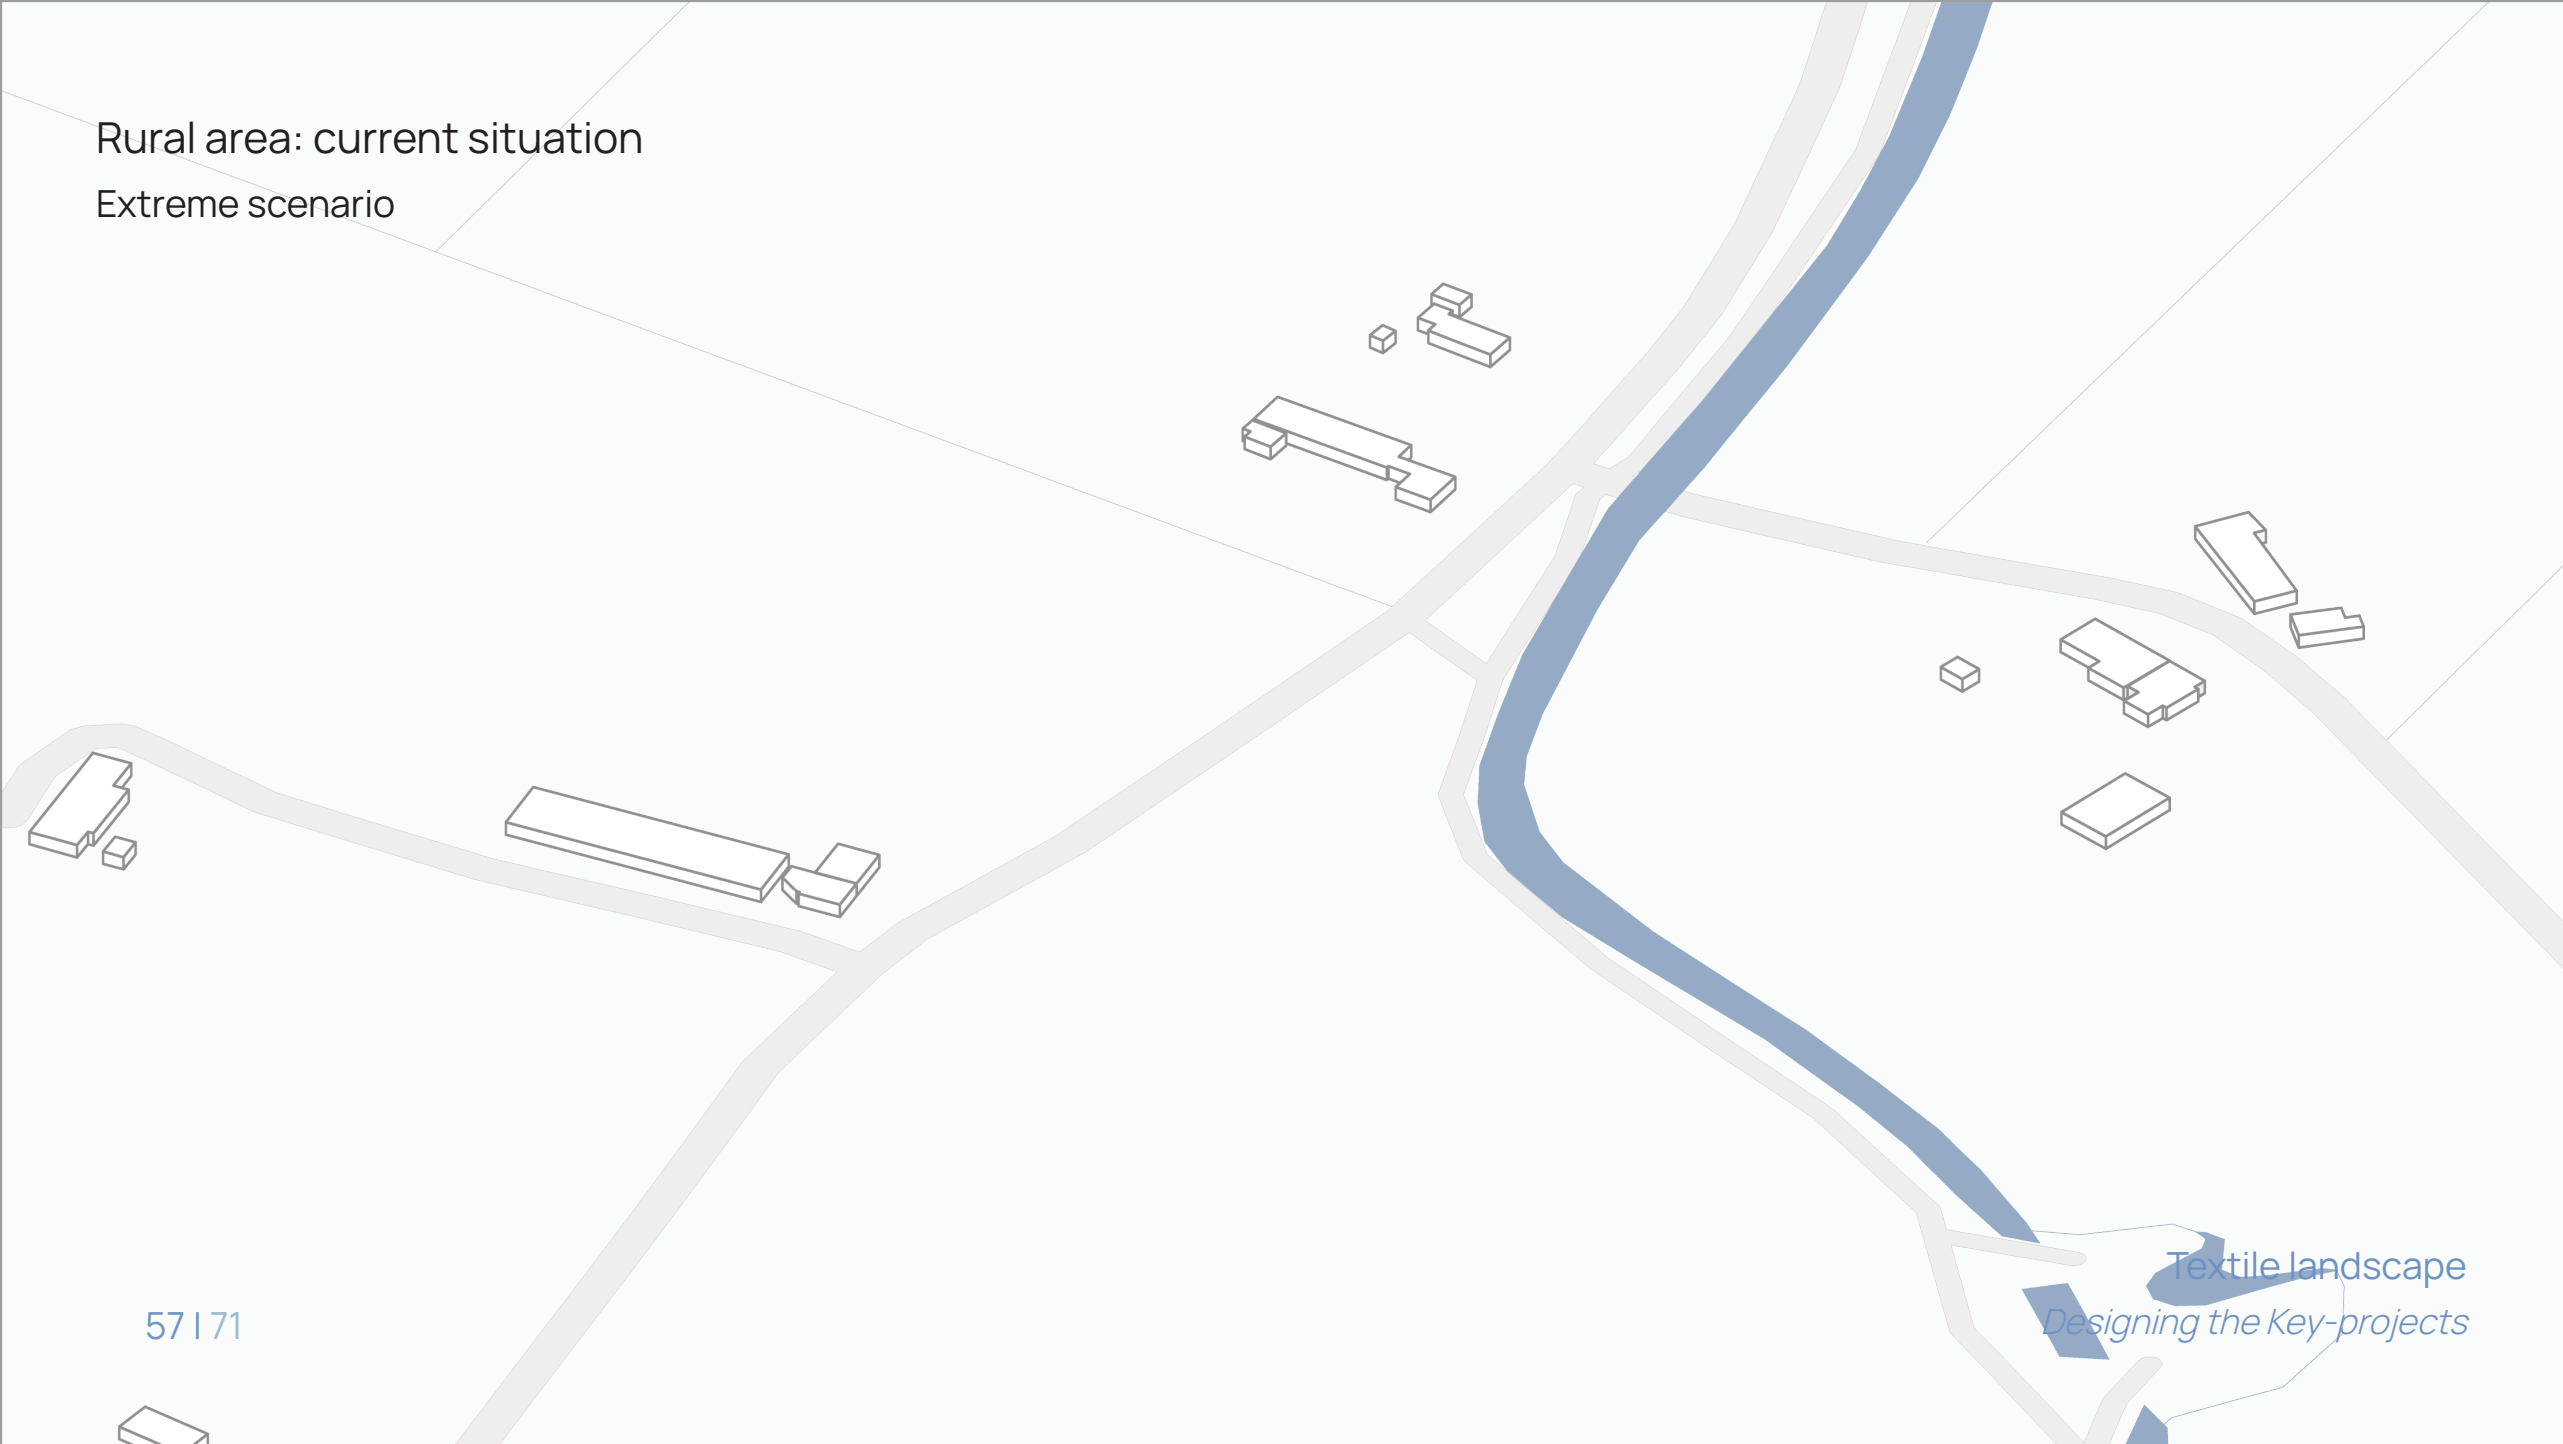 Rural area: current situation
Extreme scenario
Textile landscape
57 | 71
Designing the Key-projects